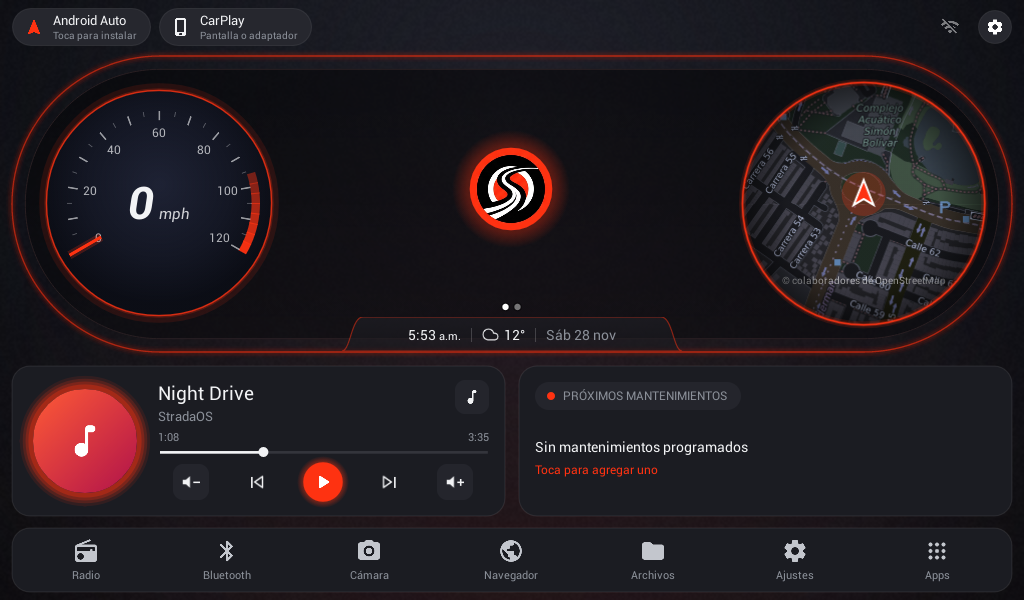 Android Auto
Toca para instalar
CarPlay
Pantalla o adaptador
0
20
40
60
80
100
120
0 mph
Complejo
Acuático
Simón
Bolívar
Carrera 56
Carrera 55
Carrera 54
Carrera 53
P
Calle 62
© colaboradores de OpenStreetMap
Calle 59
5:53 a.m.
12°
Sáb 28 nov
Night Drive
StradaOS
1:08
3:35
PRÓXIMOS MANTENIMIENTOS
Sin mantenimientos programados
Toca para agregar uno
Radio
Bluetooth
Cámara
Navegador
Archivos
Ajustes
Apps